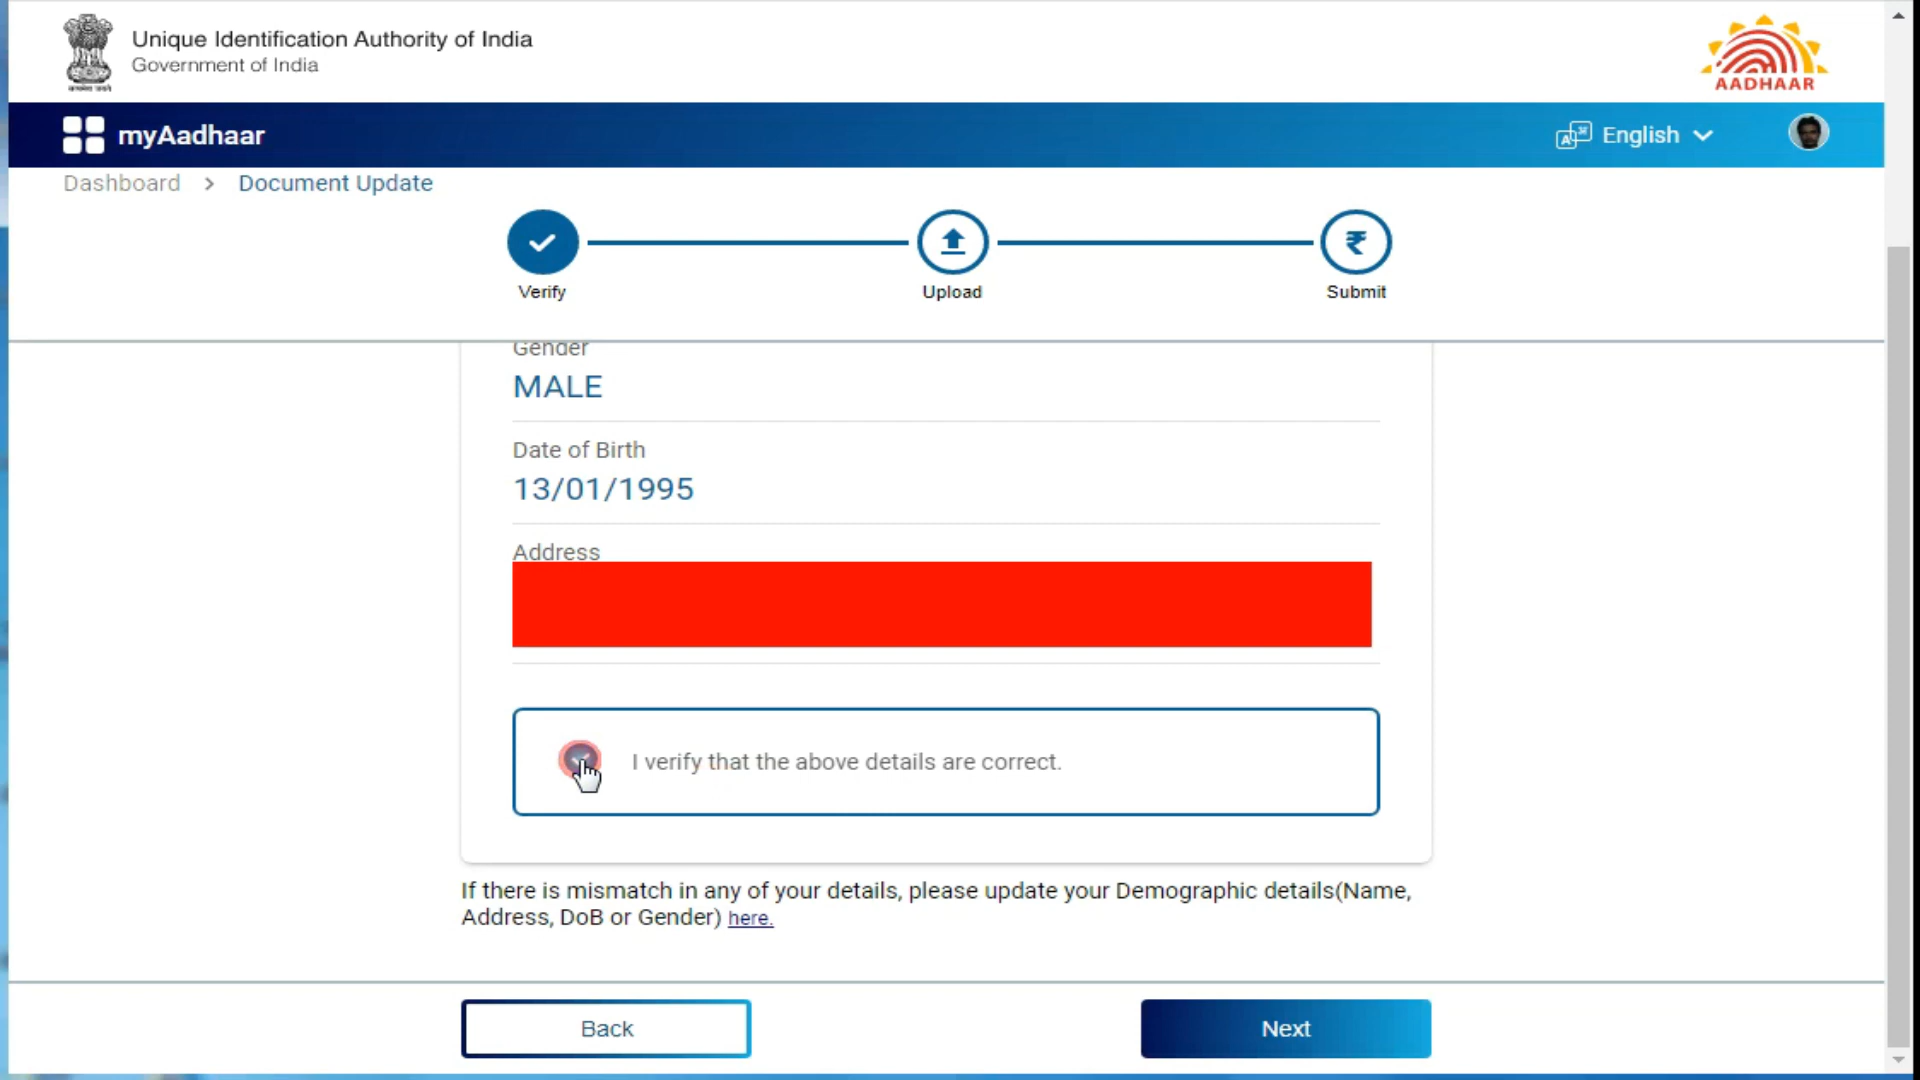 Unique Identification Authority of India
Government of India
AADHAAR
myAadhaar
English
Dashboard > Document Update
Verify
Upload
₹
Submit
Gender
MALE
Date of Birth
13/01/1995
Address
I verify that the above details are correct.
If there is mismatch in any of your details, please update your Demographic details(Name,
Address, DoB or Gender) here.
Back
Next